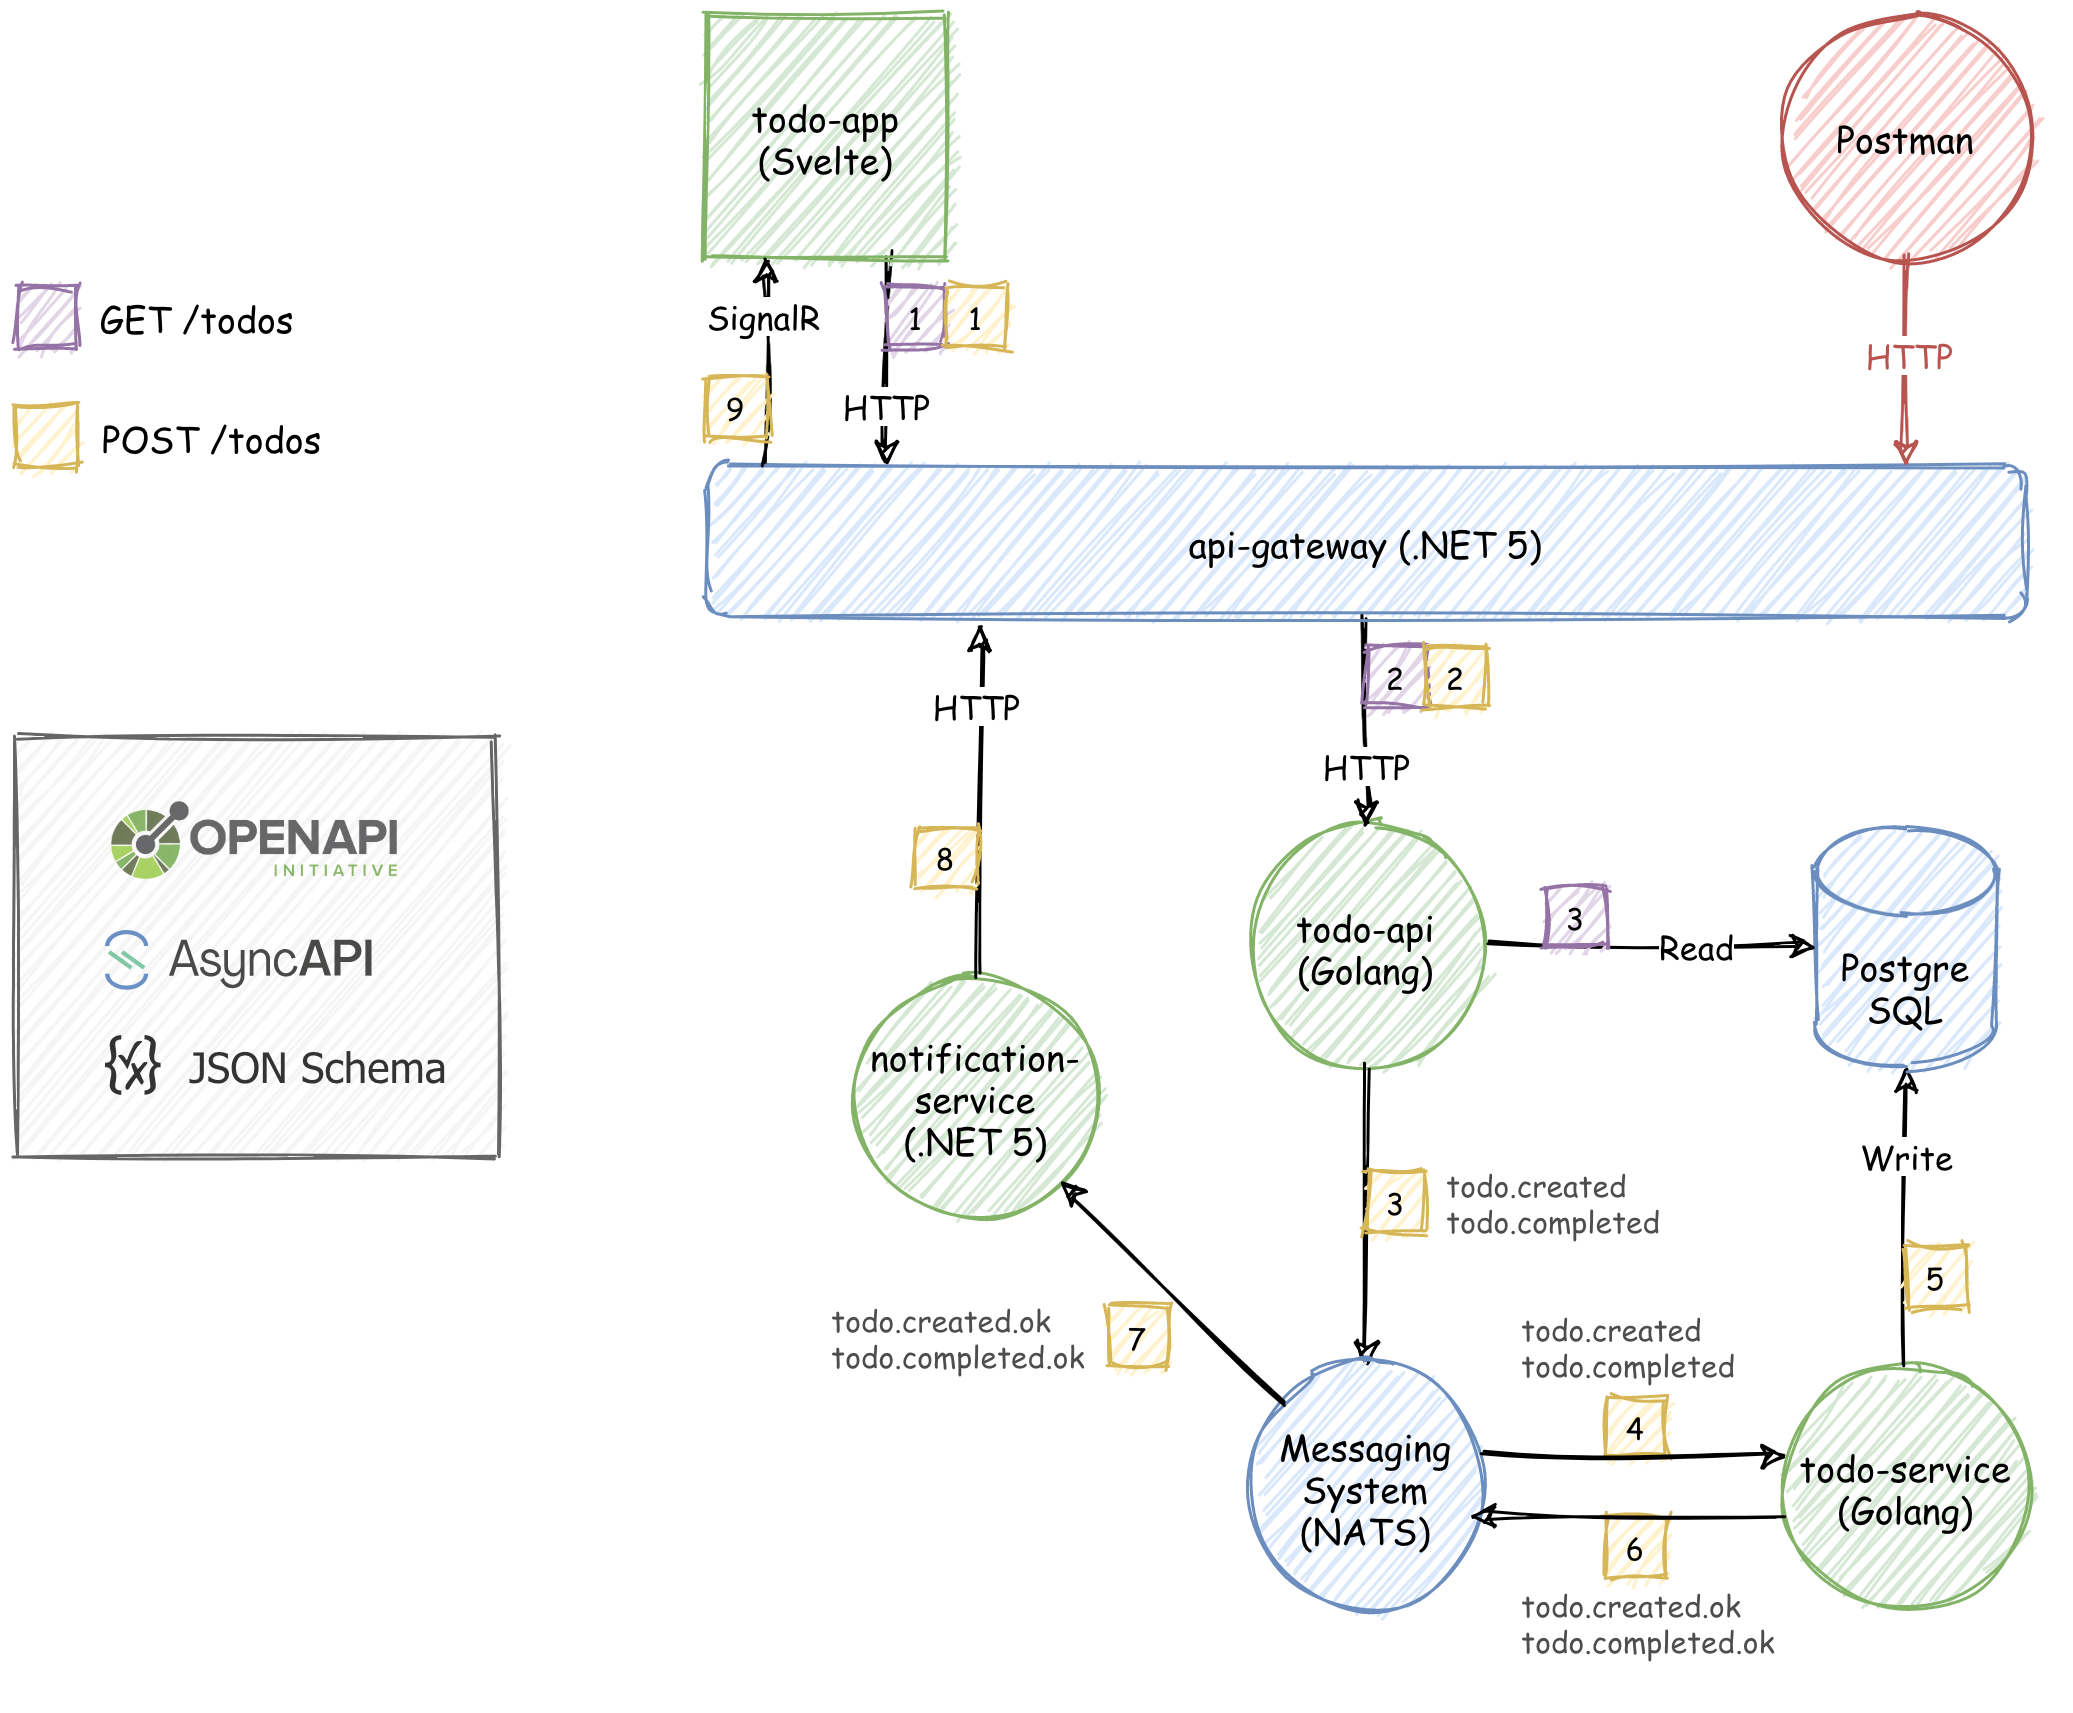 todo-app
(Svelte)
Postman
GET /todos
POST /todos
SignalR
1
1
HTTP
9
HTTP
api-gateway (.NET 5)
HTTP
2
2
HTTP
8
OPENAPI
INITIATIVE
AsyncAPI
JSON Schema
todo-api
(Golang)
3
Read
Postgre
SQL
notification-
service
(.NET 5)
3
todo.created
todo.completed
Write
5
todo.created.ok
todo.completed.ok
7
todo.created
todo.completed
4
Messaging
System
(NATS)
todo-service
(Golang)
6
todo.created.ok
todo.completed.ok